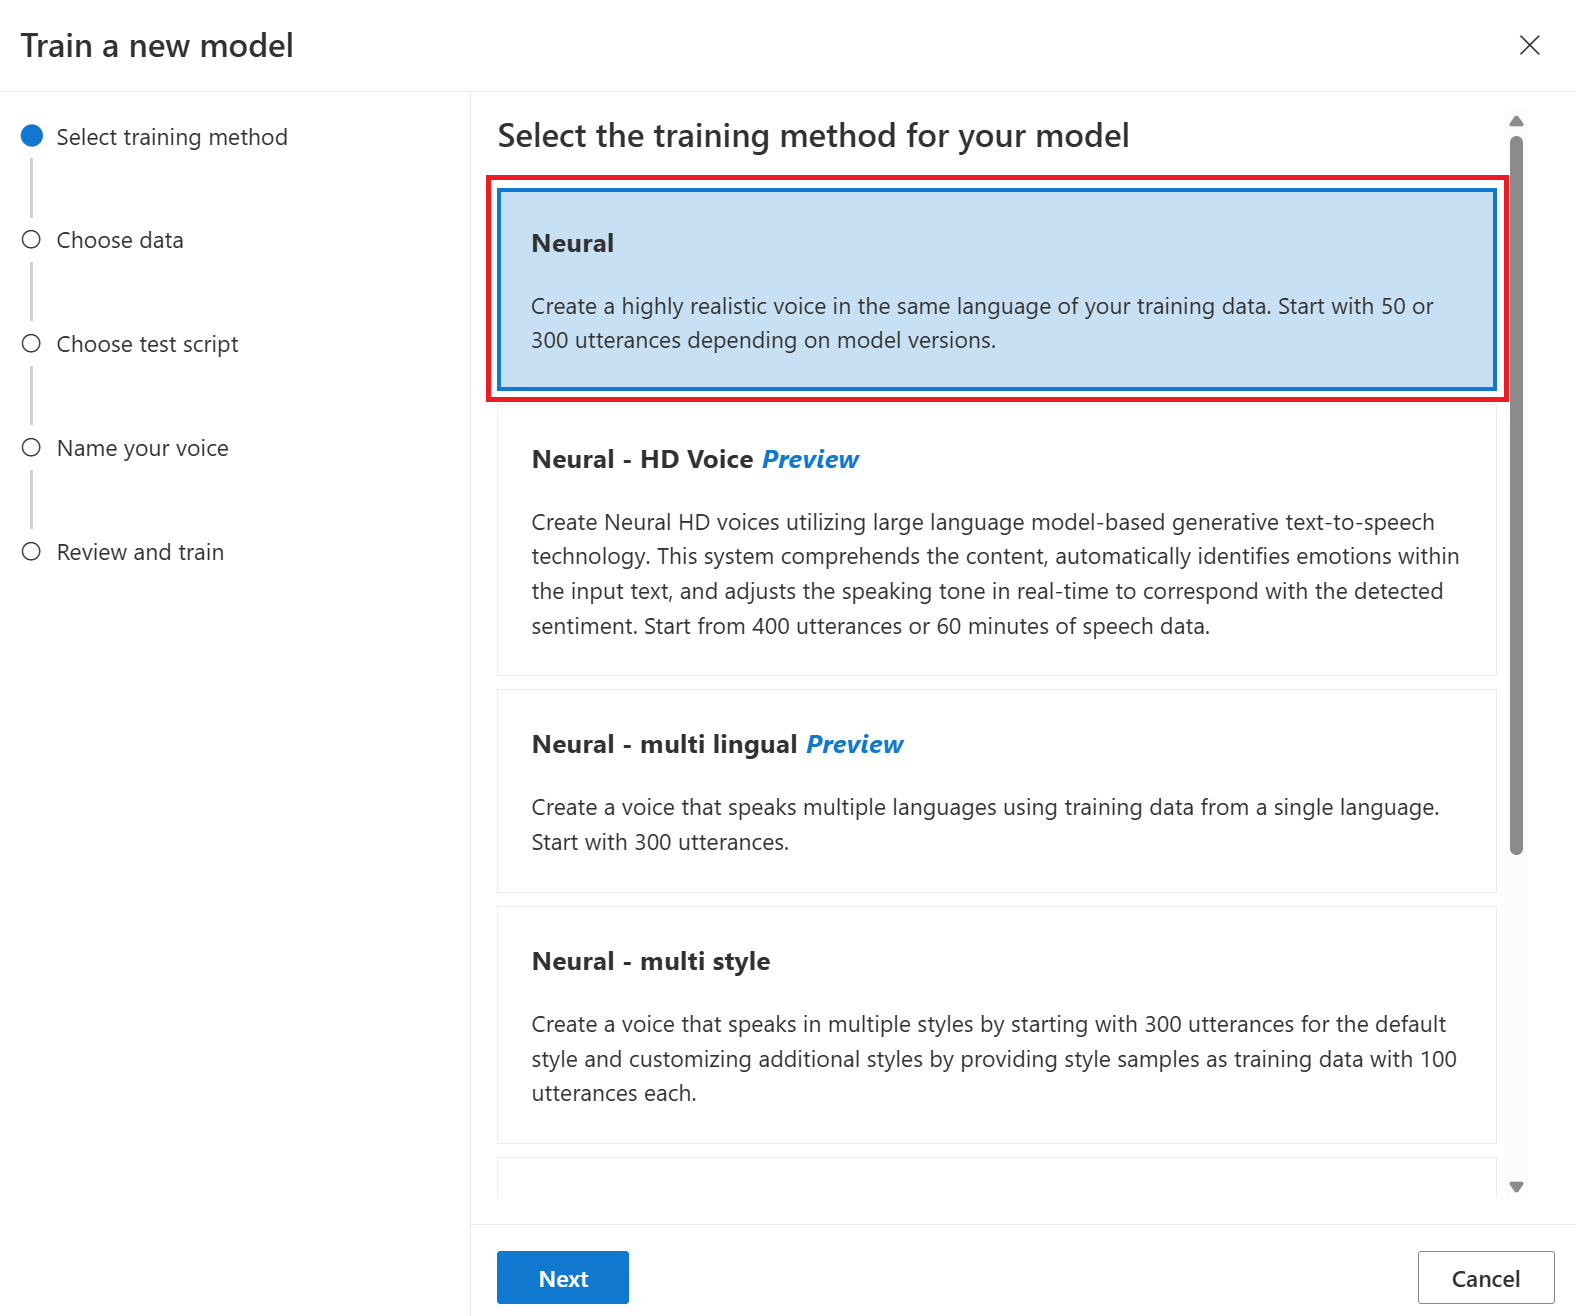 Train a new model
Select training method
Choose data
Choose test script
Name your voice
Review and train
Select the training method for your model
Neural
Create a highly realistic voice in the same language of your training data. Start with 50 or
300 utterances depending on model versions.
Neural - HD Voice Preview
Create Neural HD voices utilizing large language model-based generative text-to-speech
technology. This system comprehends the content, automatically identifies emotions within
the input text, and adjusts the speaking tone in real-time to correspond with the detected
sentiment. Start from 400 utterances or 60 minutes of speech data.
Neural - multi lingual Preview
Create a voice that speaks multiple languages using training data from a single language.
Start with 300 utterances.
Neural - multi style
Create a voice that speaks in multiple styles by starting with 300 utterances for the default
style and customizing additional styles by providing style samples as training data with 100
utterances each.
Next
Cancel